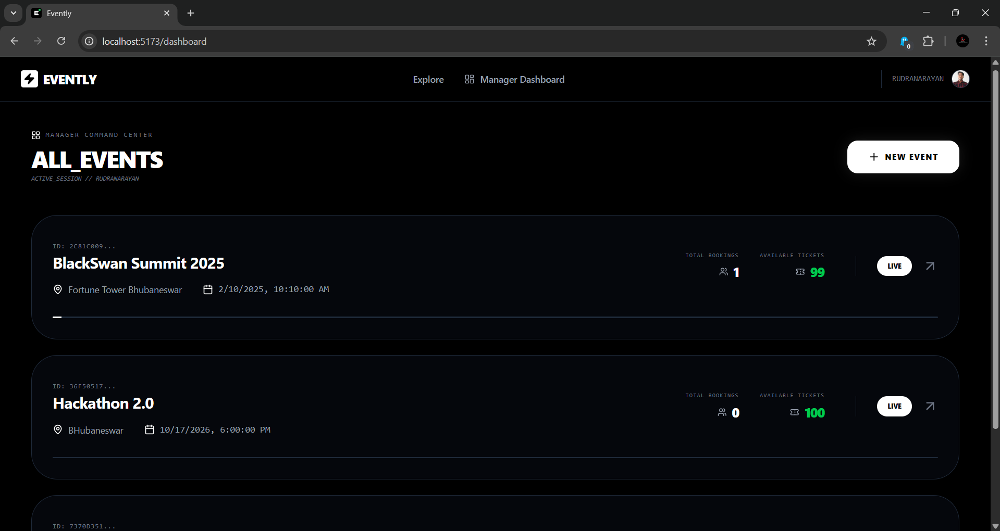 Evently
localhost:5173/dashboard
0
EVENTLY
Explore
Manager Dashboard
RUDRANARAYAN
MANAGER COMMAND CENTER
ALL_EVENTS
ACTIVE_SESSION // RUDRANARAYAN
+ NEW EVENT
ID: 2C81C009...
BlackSwan Summit 2025
Fortune Tower Bhubaneswar
2/10/2025, 10:10:00 AM
TOTAL BOOKINGS
1
AVAILABLE TICKETS
99
LIVE
ID: 36F50517...
Hackathon 2.0
BHubaneswar
10/17/2026, 6:00:00 PM
TOTAL BOOKINGS
0
AVAILABLE TICKETS
100
LIVE
ID: 7370D351...